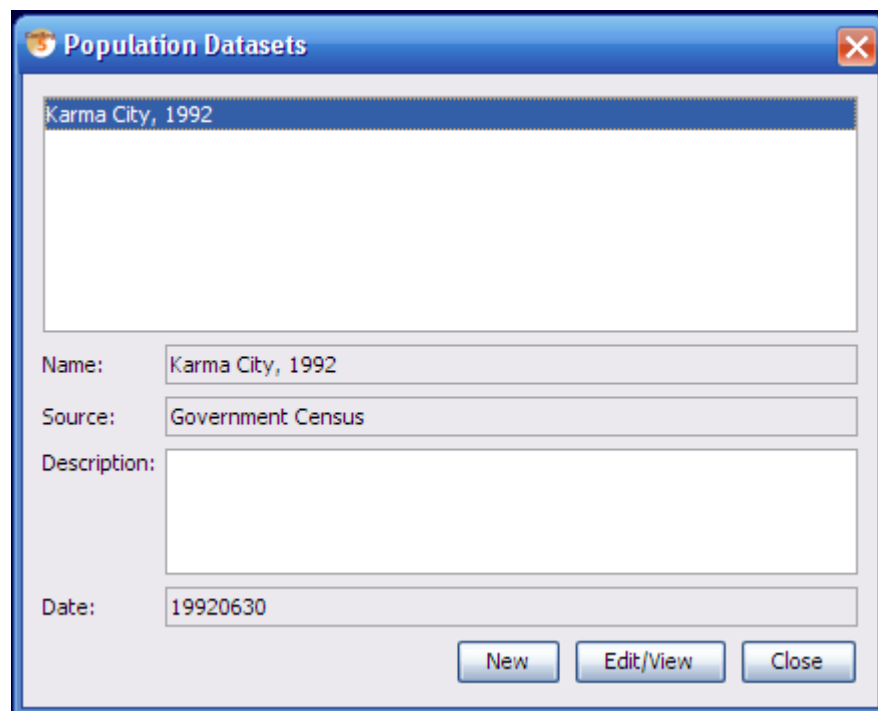 Population Datasets
Karma City, 1992
Name: Karma City, 1992
Source: Government Census
Description:
Date: 19920630
New Edit/View Close